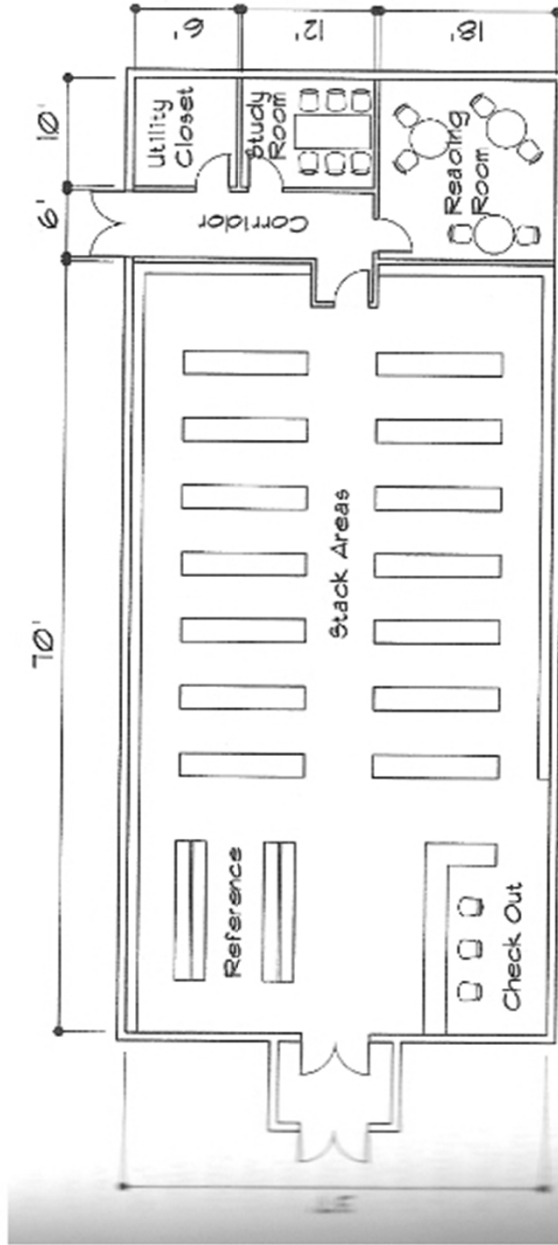 70'
6'
10'
6'
12'
18'
Utility
Closet
Study
Room
Reading
Room
Corridor
Stack Areas
Reference
Check Out